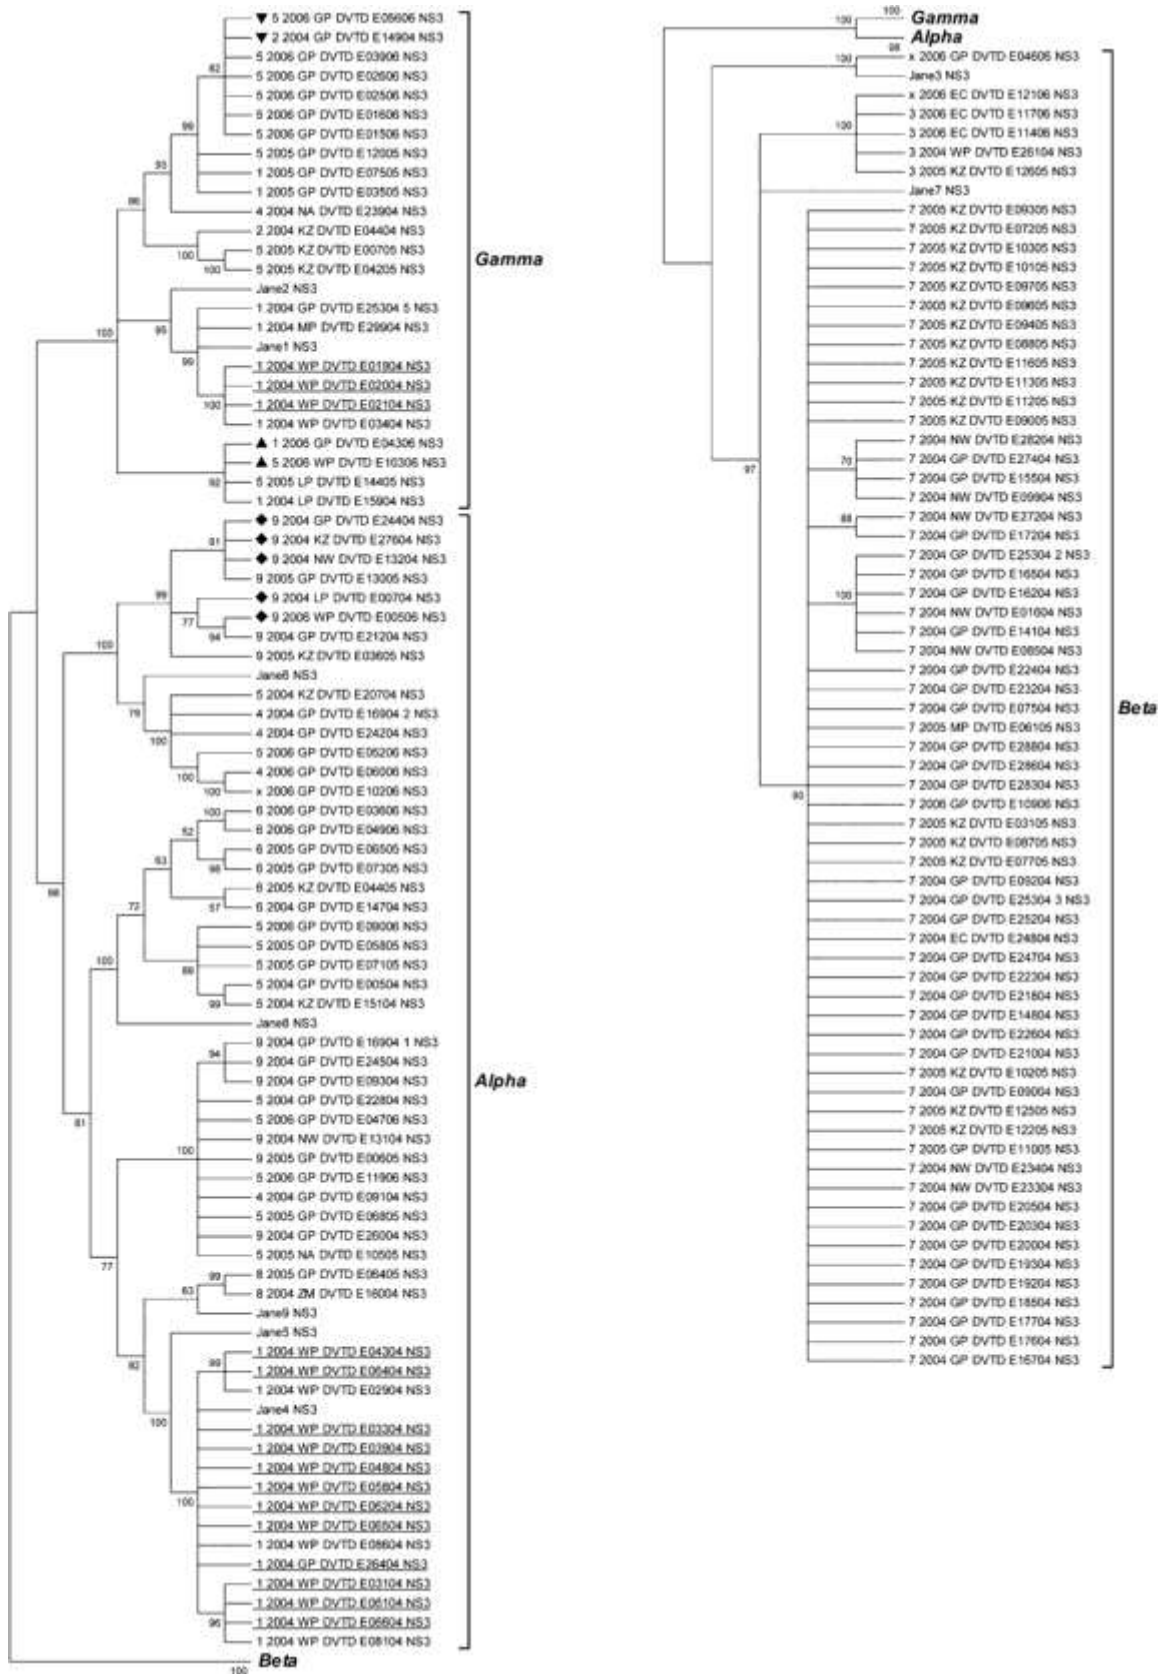 5 2006 GP DVTD E05606 NS3
2 2004 GP DVTD E14904 NS3
5 2006 GP DVTD E03906 NS3
5 2006 GP DVTD E02606 NS3
5 2006 GP DVTD E02506 NS3
5 2006 GP DVTD E01606 NS3
5 2006 GP DVTD E01506 NS3
5 2005 GP DVTD E12005 NS3
1 2005 GP DVTD E07505 NS3
1 2005 GP DVTD E03505 NS3
4 2004 NA DVTD E23904 NS3
2 2004 KZ DVTD E04404 NS3
5 2005 KZ DVTD E00705 NS3
5 2005 KZ DVTD E04205 NS3
Jane2 NS3
1 2004 GP DVTD E25304 5 NS3
1 2004 MP DVTD E29904 NS3
Jane1 NS3
1 2004 WP DVTD E01904 NS3
1 2004 WP DVTD E02004 NS3
1 2004 WP DVTD E02104 NS3
1 2004 WP DVTD E03404 NS3
1 2006 GP DVTD E04306 NS3
5 2006 WP DVTD E10306 NS3
5 2005 LP DVTD E14405 NS3
1 2004 LP DVTD E15904 NS3
Gamma
9 2004 GP DVTD E24404 NS3
9 2004 KZ DVTD E27604 NS3
9 2004 NW DVTD E13204 NS3
9 2005 GP DVTD E13005 NS3
9 2004 LP DVTD E00704 NS3
9 2006 WP DVTD E00506 NS3
9 2004 GP DVTD E21204 NS3
9 2005 KZ DVTD E03605 NS3
Jane6 NS3
5 2004 KZ DVTD E20704 NS3
4 2004 GP DVTD E16904 2 NS3
4 2004 GP DVTD E24204 NS3
5 2006 GP DVTD E05206 NS3
4 2006 GP DVTD E06006 NS3
x 2006 GP DVTD E10206 NS3
6 2006 GP DVTD E03606 NS3
6 2006 GP DVTD E04906 NS3
6 2005 GP DVTD E06505 NS3
6 2005 GP DVTD E07305 NS3
6 2005 KZ DVTD E04405 NS3
6 2004 GP DVTD E14704 NS3
5 2006 GP DVTD E09006 NS3
5 2005 GP DVTD E05805 NS3
5 2005 GP DVTD E07105 NS3
5 2004 GP DVTD E00504 NS3
5 2004 KZ DVTD E15104 NS3
Jane8 NS3
9 2004 GP DVTD E16904 1 NS3
9 2004 GP DVTD E24504 NS3
9 2004 GP DVTD E09304 NS3
5 2004 GP DVTD E22804 NS3
5 2006 GP DVTD E04706 NS3
9 2004 NW DVTD E13104 NS3
9 2005 GP DVTD E00605 NS3
5 2006 GP DVTD E11906 NS3
4 2004 GP DVTD E09104 NS3
5 2005 GP DVTD E06805 NS3
9 2004 GP DVTD E26004 NS3
5 2005 NA DVTD E10505 NS3
8 2005 GP DVTD E06405 NS3
8 2004 ZM DVTD E16004 NS3
Jane9 NS3
Jane5 NS3
1 2004 WP DVTD E04304 NS3
1 2004 WP DVTD E06404 NS3
1 2004 WP DVTD E02904 NS3
Jane4 NS3
1 2004 WP DVTD E03304 NS3
1 2004 WP DVTD E03904 NS3
1 2004 WP DVTD E04804 NS3
1 2004 WP DVTD E05804 NS3
1 2004 WP DVTD E06204 NS3
1 2004 WP DVTD E06504 NS3
1 2004 WP DVTD E08604 NS3
1 2004 GP DVTD E26404 NS3
1 2004 WP DVTD E03104 NS3
1 2004 WP DVTD E06104 NS3
1 2004 WP DVTD E06604 NS3
1 2004 WP DVTD E08104 NS3
Alpha
100 Beta
100 Gamma
100 Alpha
x 2006 GP DVTD E04606 NS3
Jane3 NS3
x 2006 EC DVTD E12106 NS3
3 2006 EC DVTD E11706 NS3
3 2006 EC DVTD E11406 NS3
3 2004 WP DVTD E26104 NS3
3 2005 KZ DVTD E12605 NS3
Jane7 NS3
7 2005 KZ DVTD E09305 NS3
7 2005 KZ DVTD E07205 NS3
7 2005 KZ DVTD E10305 NS3
7 2005 KZ DVTD E10105 NS3
7 2005 KZ DVTD E09705 NS3
7 2005 KZ DVTD E09605 NS3
7 2005 KZ DVTD E09405 NS3
7 2005 KZ DVTD E08805 NS3
7 2005 KZ DVTD E11605 NS3
7 2005 KZ DVTD E11305 NS3
7 2005 KZ DVTD E11205 NS3
7 2005 KZ DVTD E09005 NS3
7 2004 NW DVTD E28204 NS3
7 2004 GP DVTD E27404 NS3
7 2004 GP DVTD E15504 NS3
7 2004 NW DVTD E09904 NS3
7 2004 NW DVTD E27204 NS3
7 2004 GP DVTD E17204 NS3
7 2004 GP DVTD E25304 2 NS3
7 2004 GP DVTD E16504 NS3
7 2004 GP DVTD E16204 NS3
7 2004 NW DVTD E01604 NS3
7 2004 GP DVTD E14104 NS3
7 2004 NW DVTD E08504 NS3
7 2004 GP DVTD E22404 NS3
7 2004 GP DVTD E23204 NS3
7 2004 GP DVTD E07504 NS3
7 2005 MP DVTD E06105 NS3
7 2004 GP DVTD E28804 NS3
7 2004 GP DVTD E28604 NS3
7 2004 GP DVTD E28304 NS3
7 2006 GP DVTD E10906 NS3
7 2005 KZ DVTD E03105 NS3
7 2005 KZ DVTD E08705 NS3
7 2005 KZ DVTD E07705 NS3
7 2004 GP DVTD E09204 NS3
7 2004 GP DVTD E25304 3 NS3
7 2004 GP DVTD E25204 NS3
7 2004 EC DVTD E24804 NS3
7 2004 GP DVTD E24704 NS3
7 2004 GP DVTD E22304 NS3
7 2004 GP DVTD E21804 NS3
7 2004 GP DVTD E14804 NS3
7 2004 GP DVTD E22604 NS3
7 2004 GP DVTD E21004 NS3
7 2005 KZ DVTD E10205 NS3
7 2004 GP DVTD E09004 NS3
7 2005 KZ DVTD E12505 NS3
7 2005 KZ DVTD E12205 NS3
7 2005 GP DVTD E11005 NS3
7 2004 NW DVTD E23404 NS3
7 2004 NW DVTD E23304 NS3
7 2004 GP DVTD E20504 NS3
7 2004 GP DVTD E20304 NS3
7 2004 GP DVTD E20004 NS3
7 2004 GP DVTD E19304 NS3
7 2004 GP DVTD E19204 NS3
7 2004 GP DVTD E18504 NS3
7 2004 GP DVTD E17704 NS3
7 2004 GP DVTD E17604 NS3
7 2004 GP DVTD E16704 NS3
Beta